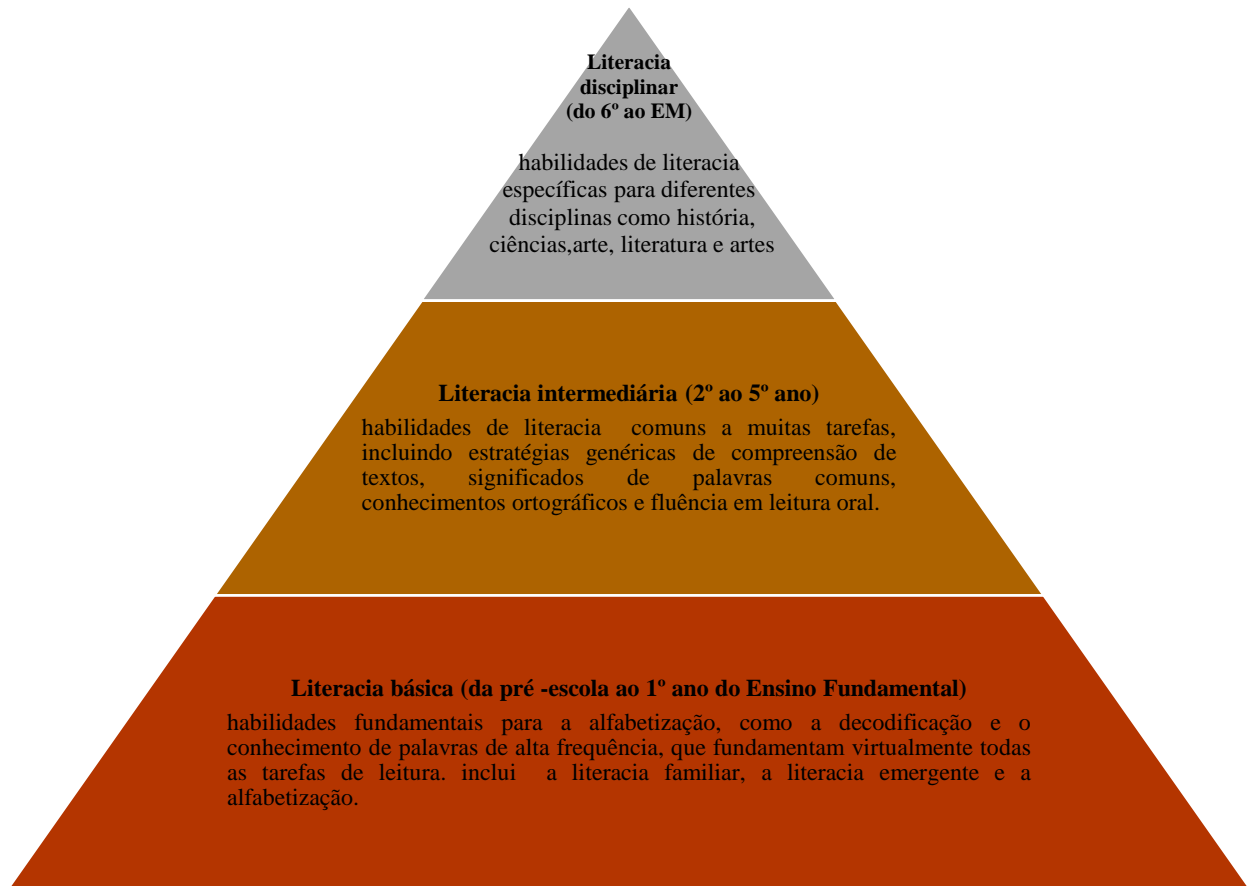 Literacia
disciplinar
(do 6º ao EM)
habilidades de literacia
específicas para diferentes
disciplinas como história,
ciências,arte, literatura e artes
Literacia intermediária (2º ao 5º ano)
habilidades de literacia comuns a muitas tarefas,
incluindo estratégias genéricas de compreensão de
textos, significados de palavras comuns,
conhecimentos ortográficos e fluência em leitura oral.
Literacia básica (da pré -escola ao 1º ano do Ensino Fundamental)
habilidades fundamentais para a alfabetização, como a decodificação e o
conhecimento de palavras de alta frequência, que fundamentam virtualmente todas
as tarefas de leitura. inclui a literacia familiar, a literacia emergente e a
alfabetização.